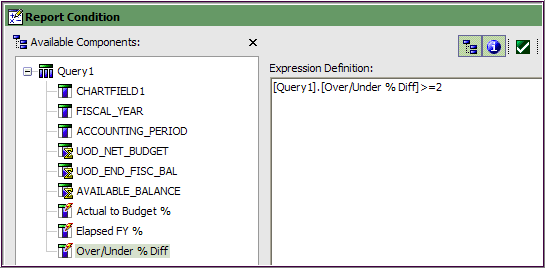 Report Condition
Available Components:
Query1
CHARTFIELD1
FISCAL_YEAR
ACCOUNTING_PERIOD
UOD_NET_BUDGET
UOD_END_FISC_BAL
AVAILABLE_BALANCE
Actual to Budget %
Elapsed FY %
Over/Under % Diff
Expression Definition:
[Query1].[Over/Under % Diff]>=2